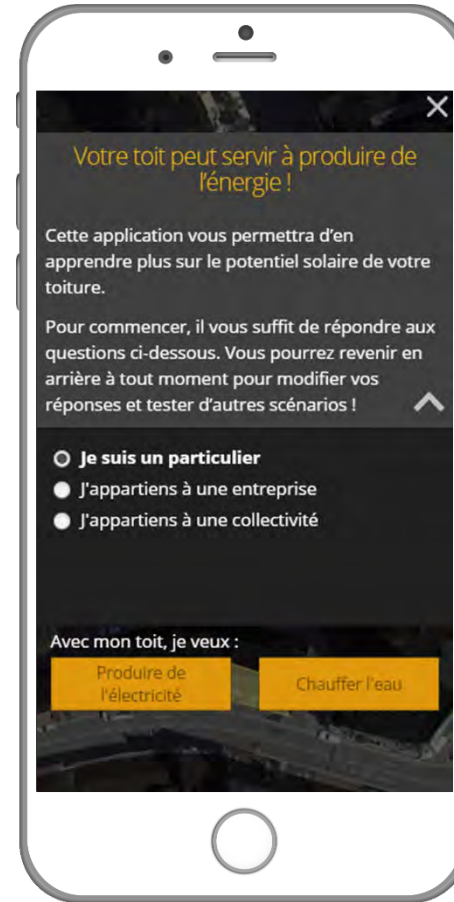 Votre toit peut servir à produire de
l'énergie !
Cette application vous permettra d'en
apprendre plus sur le potentiel solaire de votre
toiture.
Pour commencer, il vous suffit de répondre aux
questions ci-dessous. Vous pourrez revenir en
arrière à tout moment pour modifier vos
réponses et tester d'autres scénarios !
Je suis un particulier
J'appartiens à une entreprise
J'appartiens à une collectivité
Avec mon toit, je veux :
Produire de
l'électricité
Chauffer l'eau